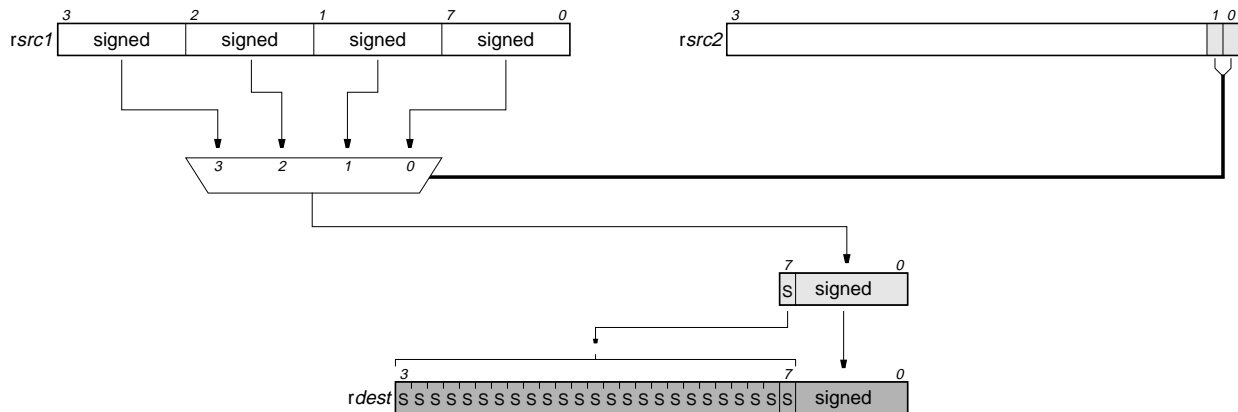 3 2 1 7 0
rsrc1 signed signed signed signed
3 1 0
rsrc2
3 2 1 0
7 0
S signed
3 7 0
rdest S S S S S S S S S S S S S S S S S S S S S S S S S signed